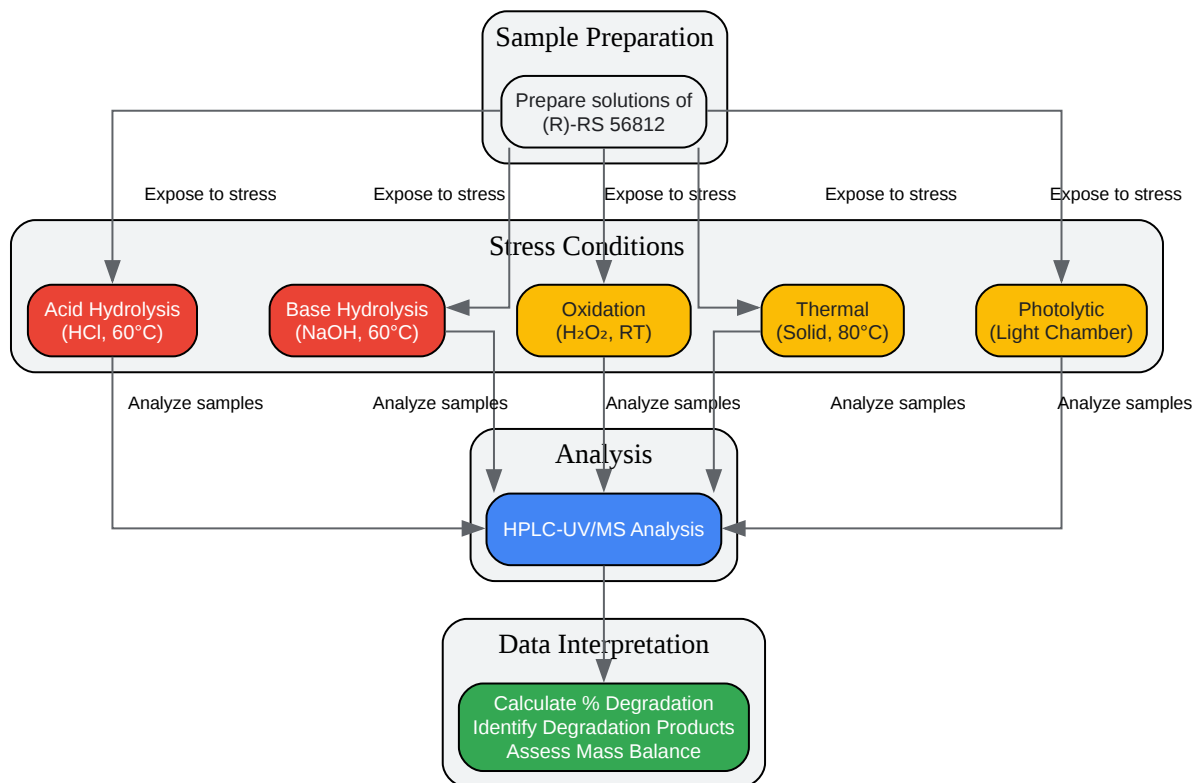 Sample Preparation
Prepare solutions of
(R)-RS 56812
Expose to stress
Expose to stress
Expose to stress
Expose to stress
Expose to stress
Stress Conditions
Acid Hydrolysis
(HCl, 60°C)
Base Hydrolysis
(NaOH, 60°C)
Oxidation
(H₂O₂, RT)
Thermal
(Solid, 80°C)
Photolytic
(Light Chamber)
Analyze samples
Analyze samples
Analyze samples
Analyze samples
Analyze samples
Analysis
HPLC-UV/MS Analysis
Data Interpretation
Calculate % Degradation
Identify Degradation Products
Assess Mass Balance